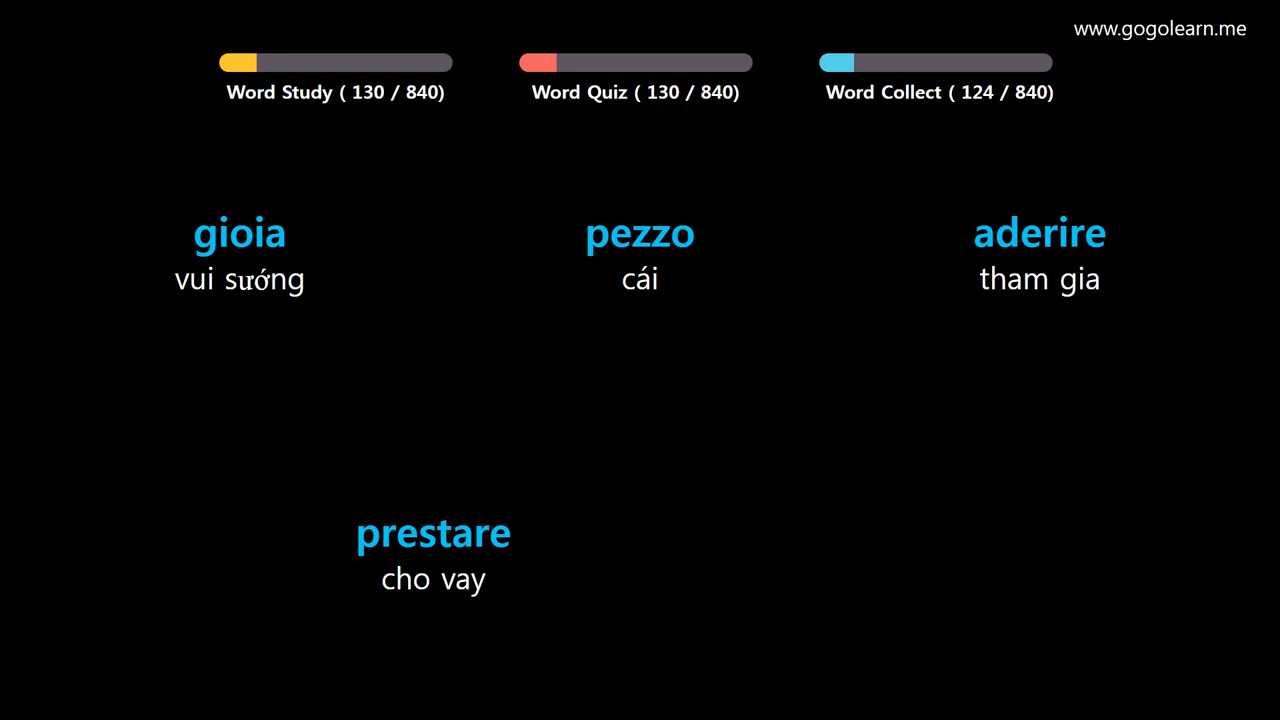 www.gogolearn.me
Word Study ( 130 / 840)
Word Quiz ( 130 / 840)
Word Collect ( 124 / 840)
gioia
vui sướng
pezzo
cái
aderire
tham gia
prestare
cho vay